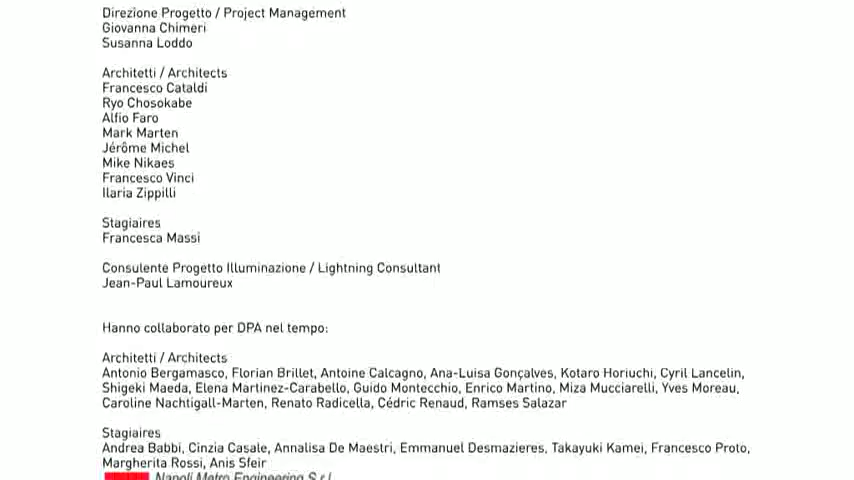 Direzione Progetto / Project Management
Giovanna Chimeri
Susanna Loddo
Architetti / Architects
Francesco Cataldi
Ryo Chosokabe
Alfio Faro
Mark Marten
Jérôme Michel
Mike Nikaes
Francesco Vinci
Ilaria Zippilli
Stagiaires
Francesca Massi
Consulente Progetto Illuminazione / Lightning Consultant
Jean-Paul Lamoureux
Hanno collaborato per DPA nel tempo:
Architetti / Architects
Antonio Bergamasco, Florian Brillet, Antoine Calcagno, Ana-Luisa Gonçalves, Kotaro Horiuchi, Cyril Lancelin,
Shigeki Maeda, Elena Martinez-Carabello, Guido Montecchio, Enrico Martino, Miza Mucciarelli, Yves Moreau,
Caroline Nachtigall-Marten, Renato Radicella, Cédric Renaud, Ramses Salazar
Stagiaires
Andrea Babbi, Cinzia Casale, Annalisa De Maestri, Emmanuel Desmazieres, Takayuki Kamei, Francesco Proto,
Margherita Rossi, Anis Sfeir
Napoli Metro Engineering S.r.l.